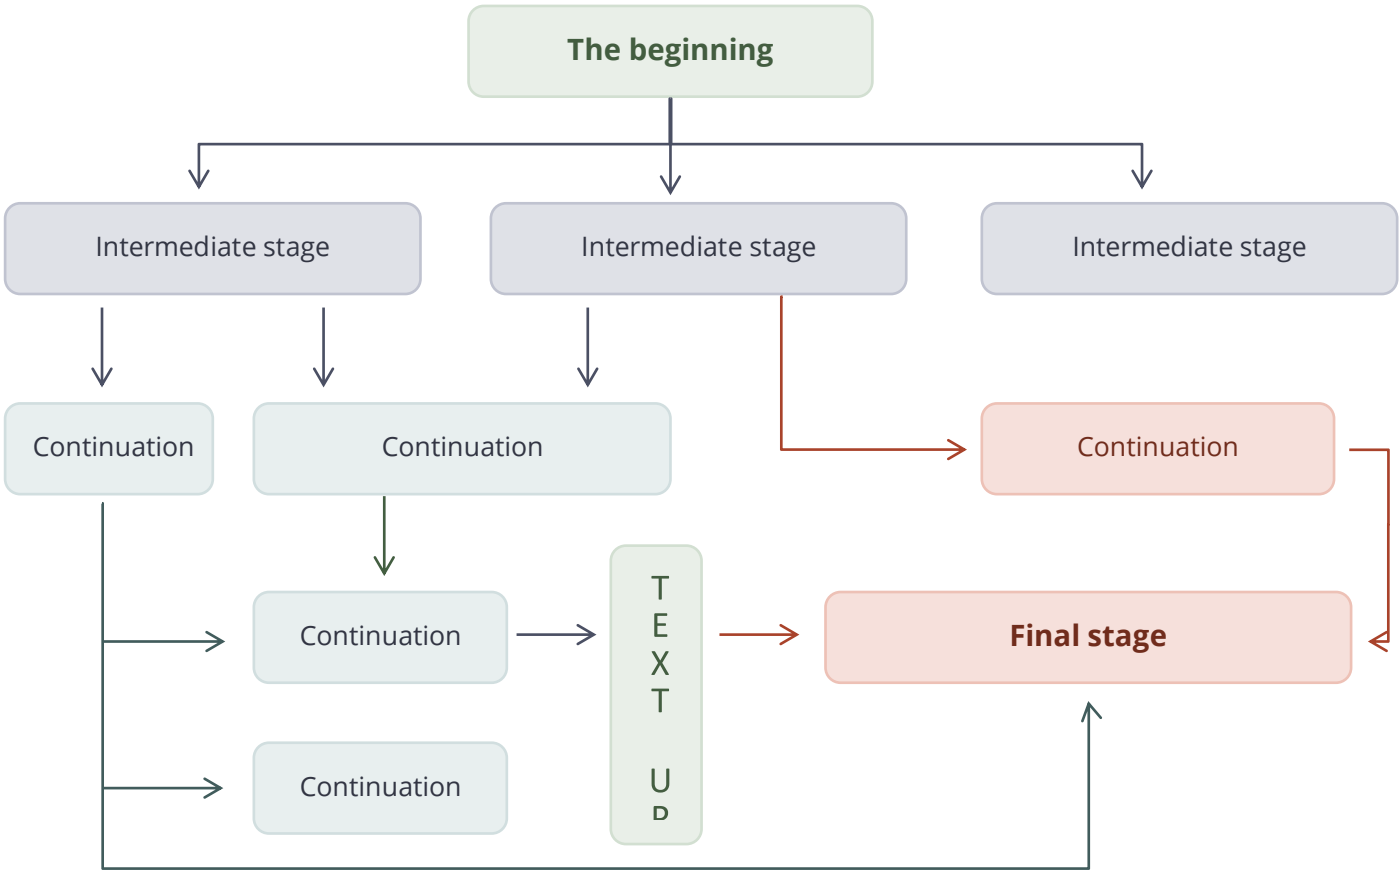 The beginning
Intermediate stage
Intermediate stage
Intermediate stage
Continuation
Continuation
Continuation
Continuation
T
E
X
T
U
Final stage
Continuation